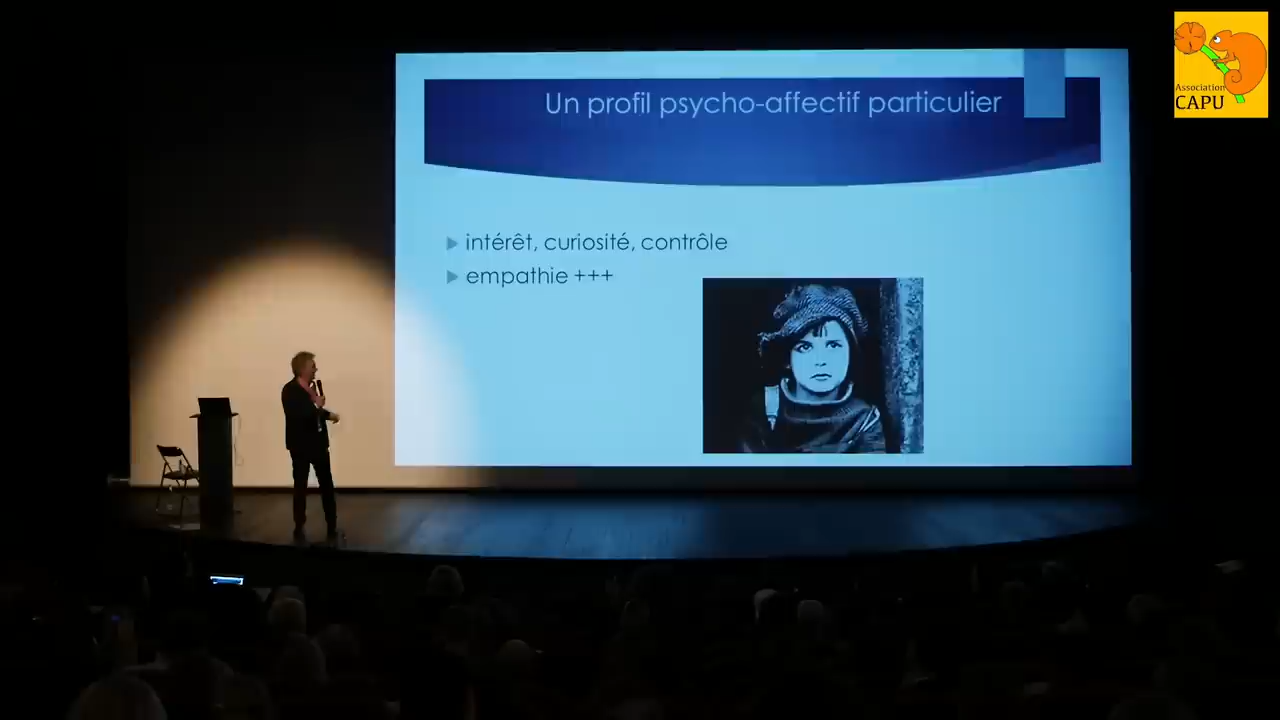 Un profil psycho-affectif particulier
intérêt, curiosité, contrôle
empathie +++
Association
CAPU